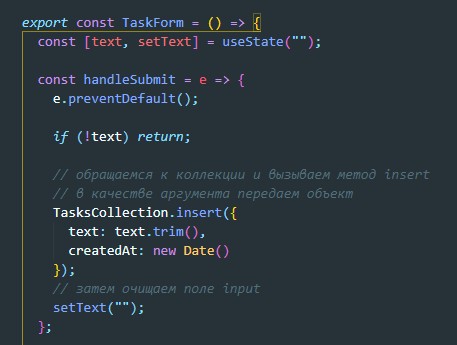 export const TaskForm = () => {
const [text, setText] = useState("");
const handleSubmit = e => {
e.preventDefault();
if (!text) return;
// обращаемся к коллекции и вызываем метод insert
// в качестве аргумента передаем объект
TasksCollection.insert({
text: text.trim(),
createdAt: new Date()
});
// затем очищаем поле input
setText("");
};